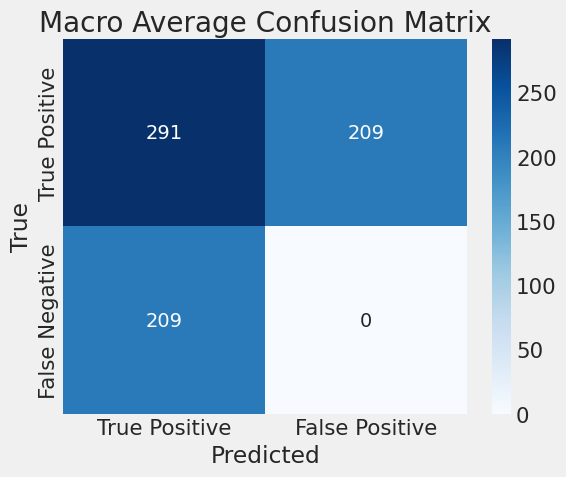 Macro Average Confusion Matrix
True
True Positive
False Negative
291
209
209
0
True Positive
False Positive
Predicted
250
200
150
100
50
0